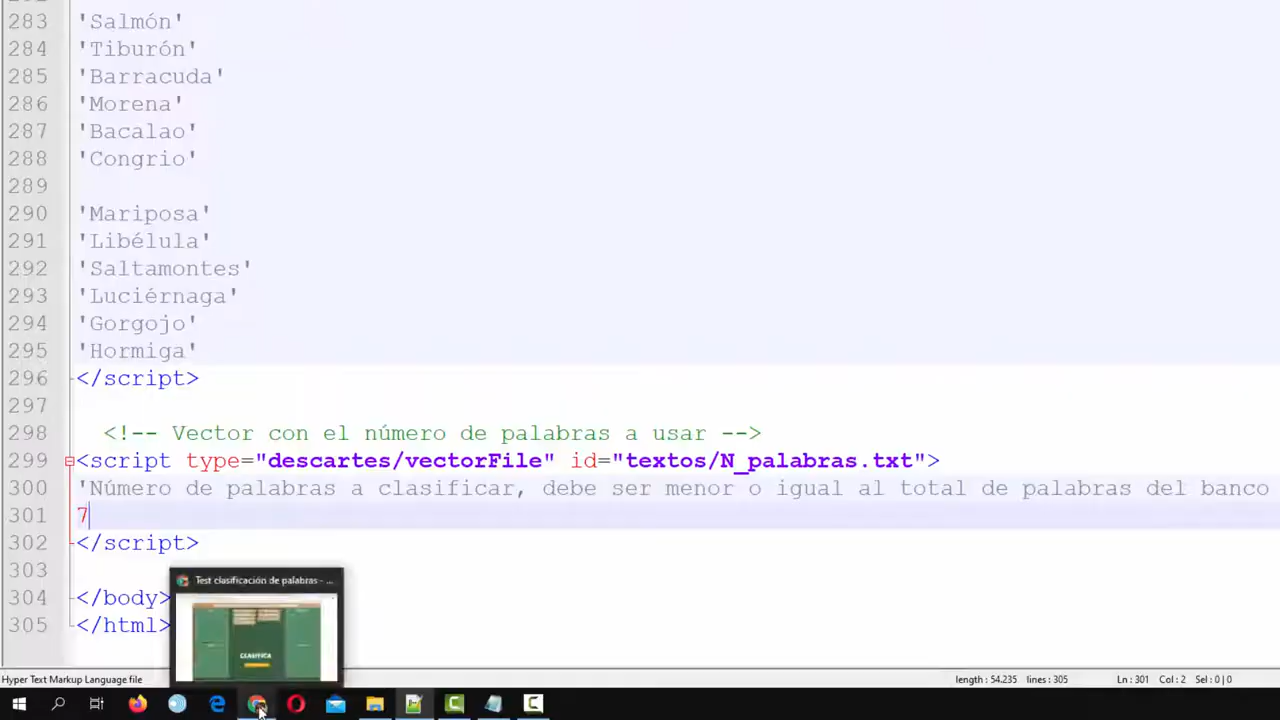 283 'Salmón'
284 'Tiburón'
285 'Barracuda'
286 'Morena'
287 'Bacalao'
288 'Congrio'
289
290 'Mariposa'
291 'Libélula'
292 'Saltamontes'
293 'Luciérnaga'
294 'Gorgojo'
295 'Hormiga'
296 </script>
297
298 <!-- Vector con el número de palabras a usar -->
299 <script type="descartes/vectorFile" id="textos/N_palabras.txt">
300 'Número de palabras a clasificar, debe ser menor o igual al total de palabras del banco
301 7
302 </script>
303
Test clasificación de palabras - ...
304 </body>
305 </html>
CLASIFICA
Hyper Text Markup Language file length : 54.235 lines : 305 Ln : 301 Col : 2 Sel : 0 | 0